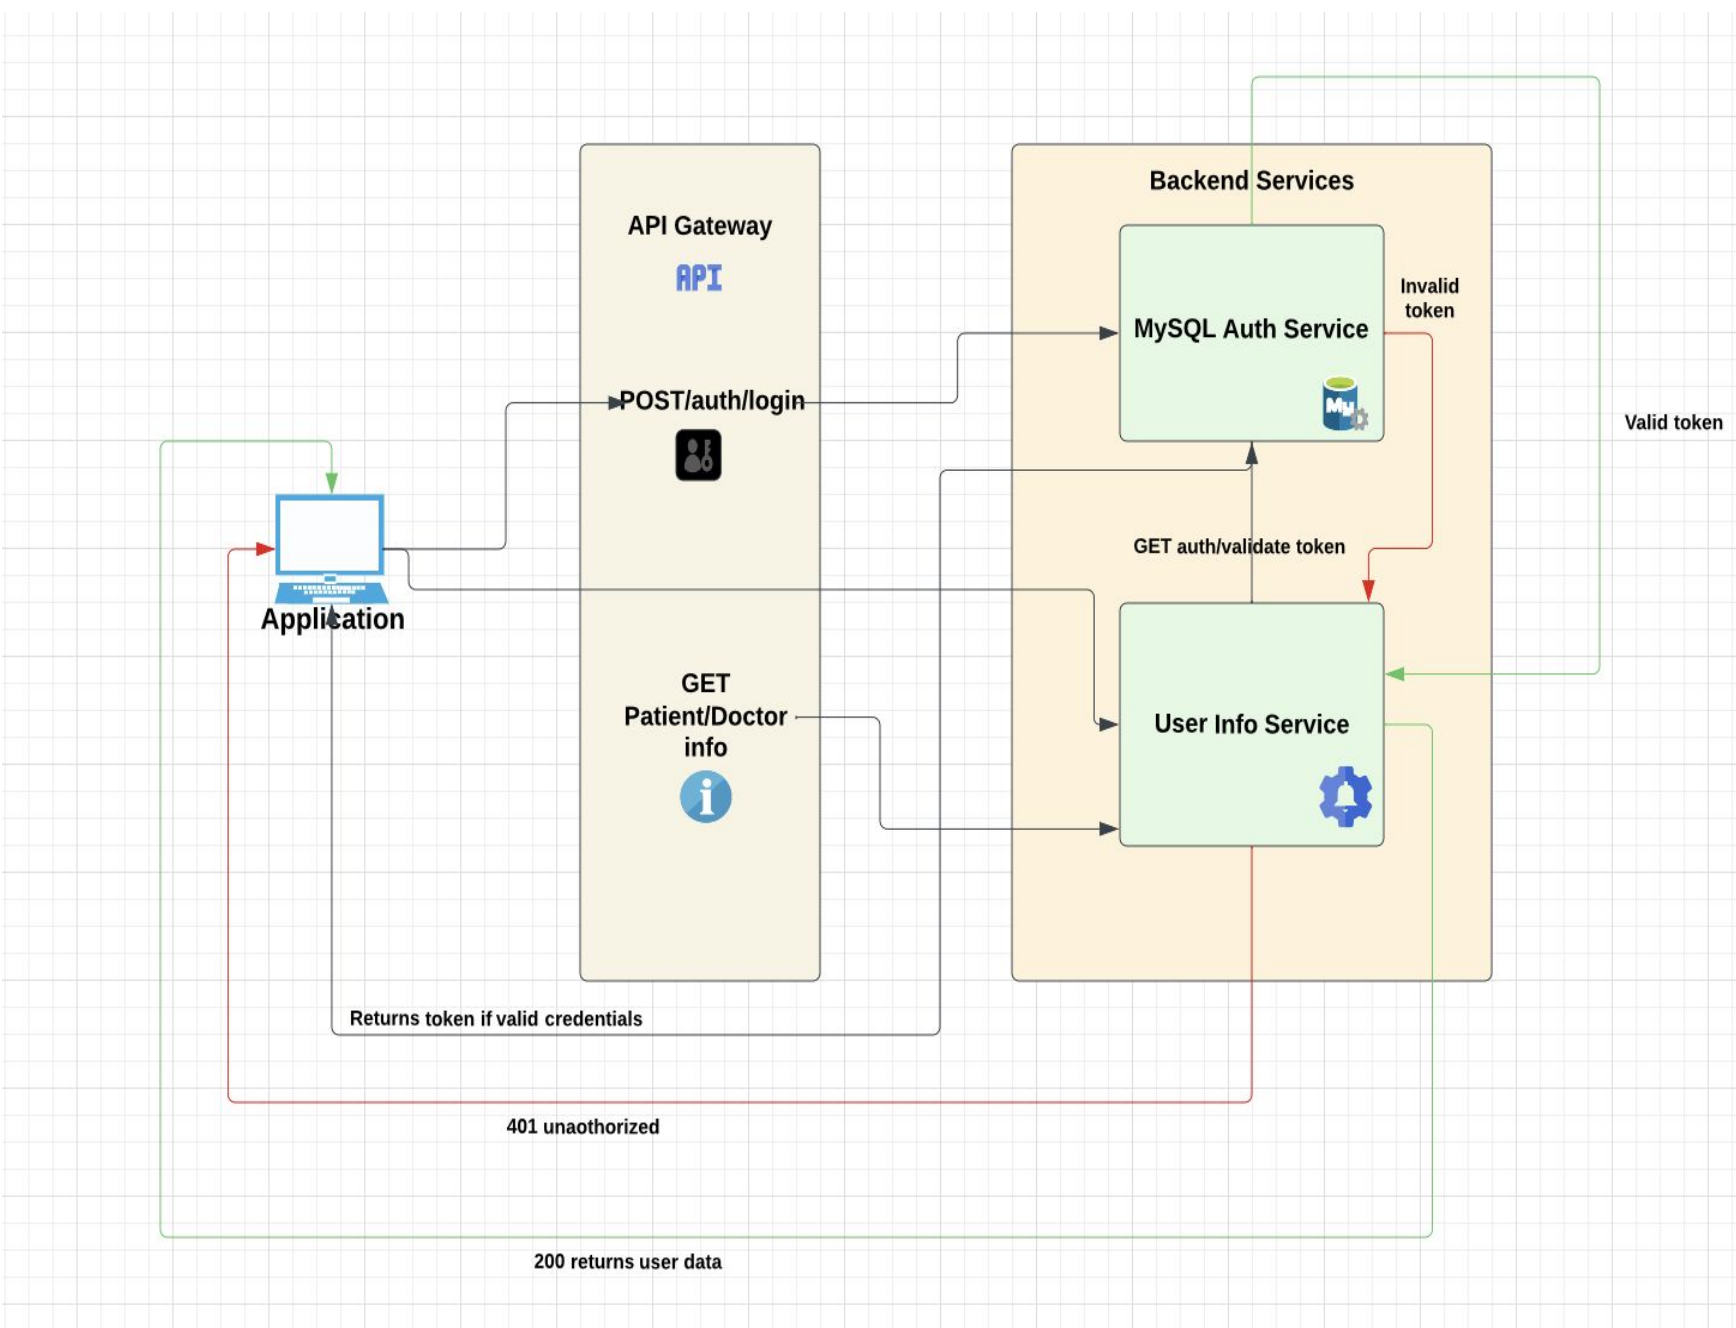 Backend Services
API Gateway
API
MySQL Auth Service
My
Invalid
token
POST/auth/login
Valid token
GET auth/validate token
Application
GET
Patient/Doctor
info
i
User Info Service
Returns token if valid credentials
401 unaothorized
200 returns user data